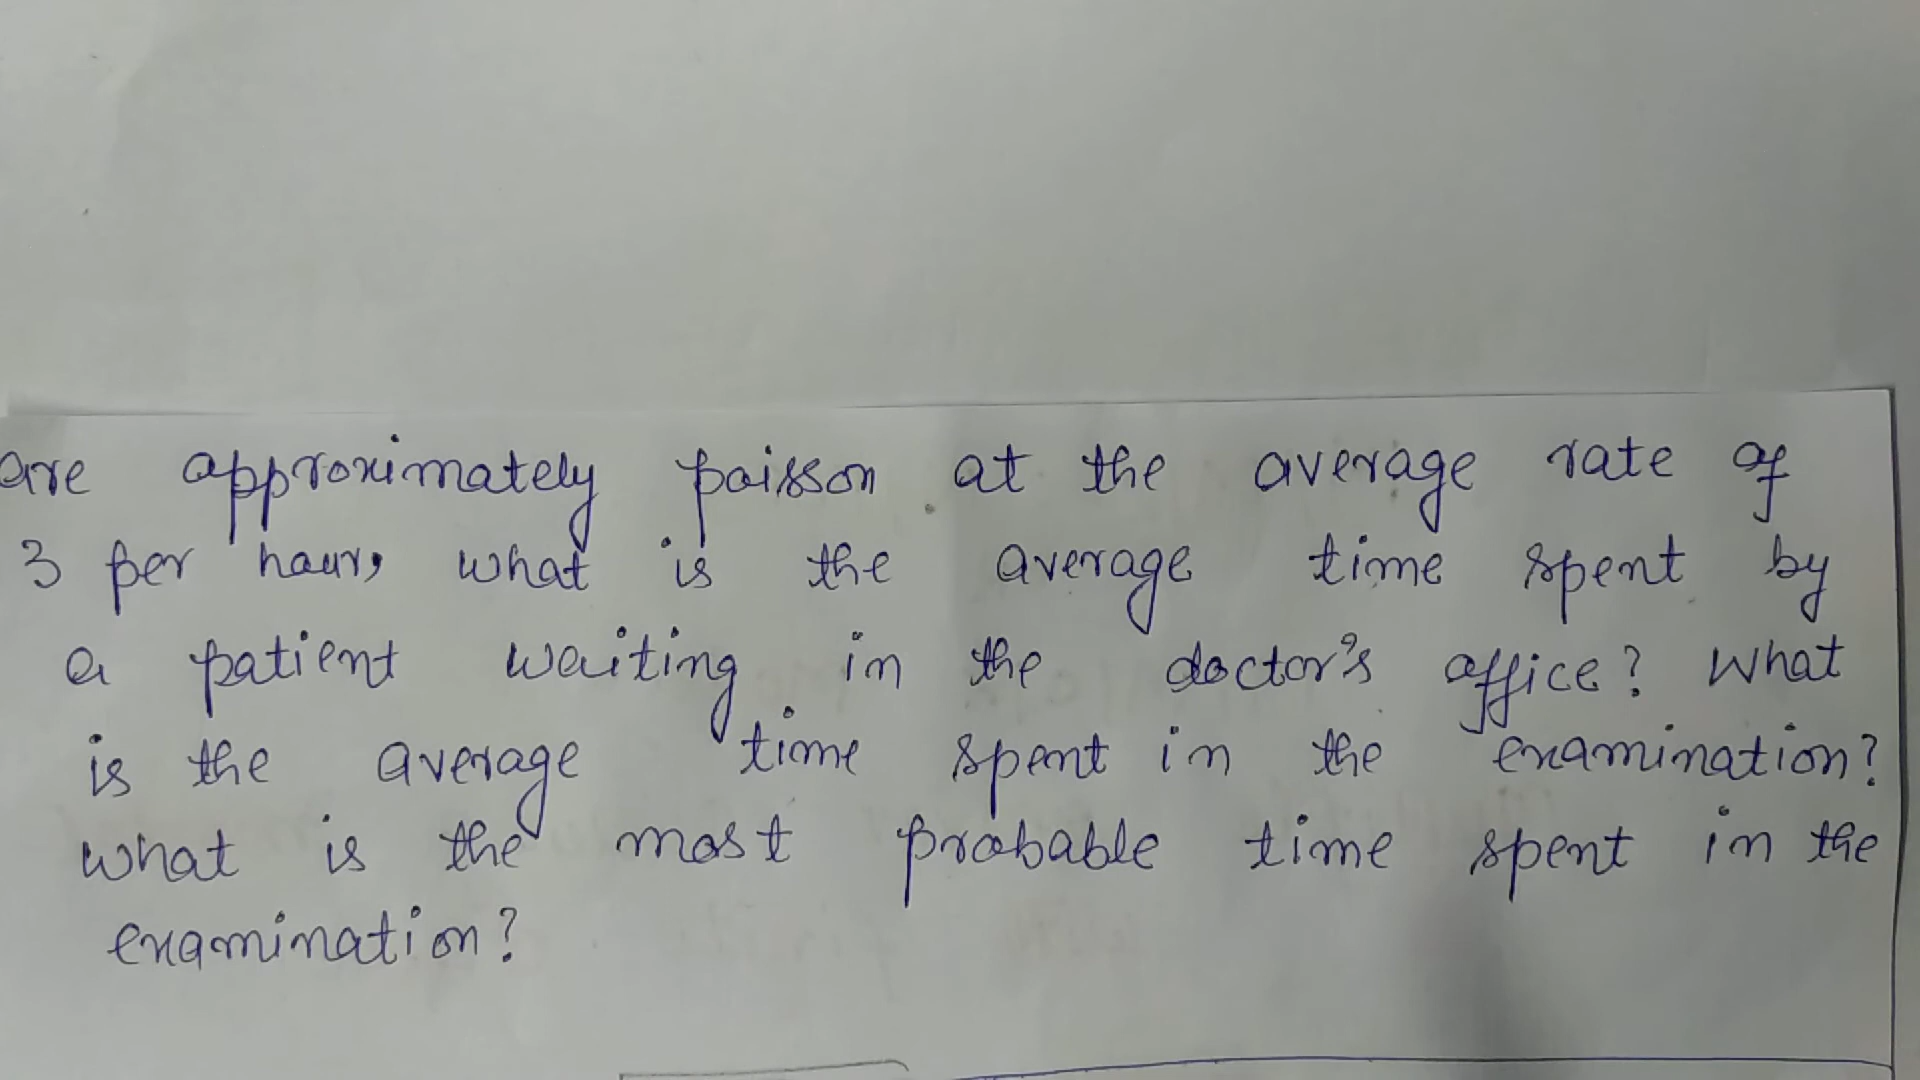 are approximately poisson at the average rate of
3 per hour, what is the average time spent by
a patient waiting in the doctor's office? What
is the average time spent in the examination?
what is the most probable time spent in the
examination?